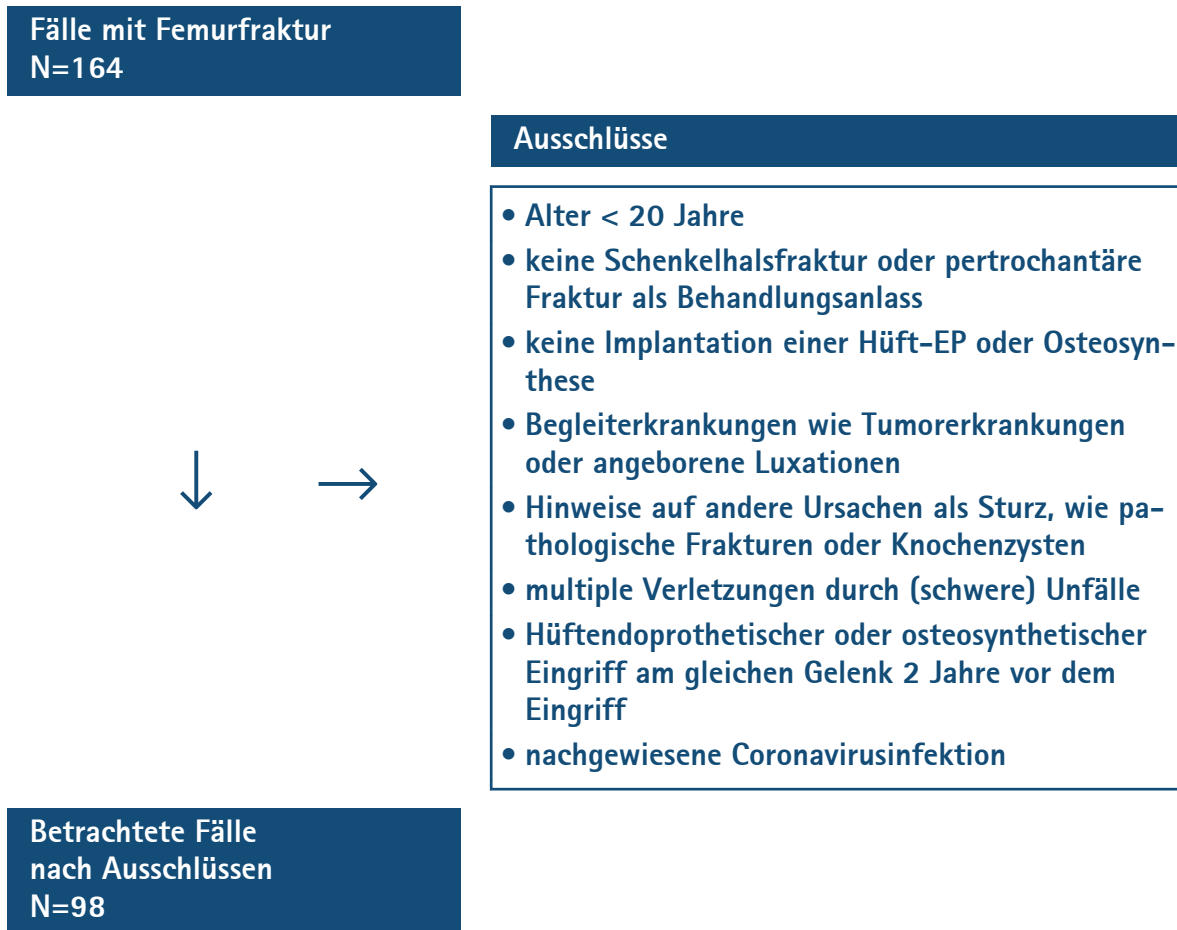 Fälle mit Femurfraktur
N=164
Ausschlüsse
• Alter < 20 Jahre
• keine Schenkelhalsfraktur oder pertrochantäre
Fraktur als Behandlungsanlass
• keine Implantation einer Hüft-EP oder Osteosyn-
these
• Begleiterkrankungen wie Tumorerkrankungen
oder angeborene Luxationen
• Hinweise auf andere Ursachen als Sturz, wie pa-
thologische Frakturen oder Knochenzysten
• multiple Verletzungen durch (schwere) Unfälle
• Hüftendoprothetischer oder osteosynthetischer
Eingriff am gleichen Gelenk 2 Jahre vor dem
Eingriff
• nachgewiesene Coronavirusinfektion
Betrachtete Fälle
nach Ausschlüssen
N=98